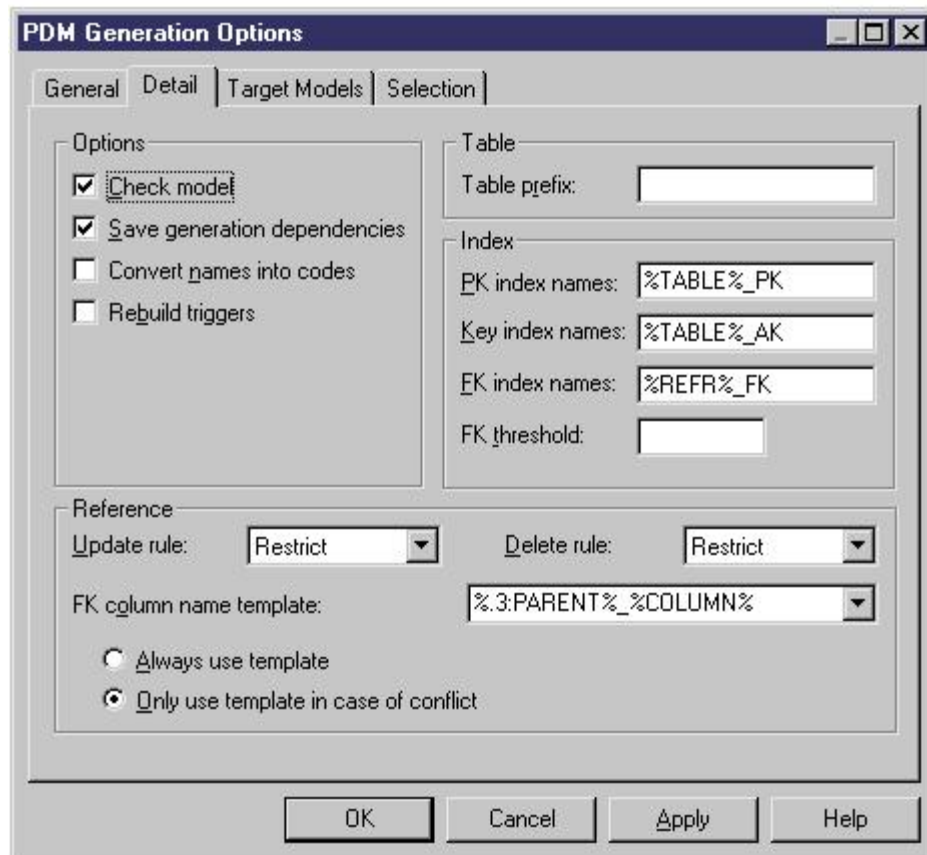 PDM Generation Options
General Detail Target Models Selection
Options
Check model
Save generation dependencies
Convert names into codes
Rebuild triggers
Table
Table prefix:
Index
PK index names: %TABLE%_PK
Key index names: %TABLE%_AK
FK index names: %REFR%_FK
FK threshold:
Reference
Update rule: Restrict Delete rule: Restrict
FK column name template: %.3:PARENT%_%COLUMN%
Always use template
Only use template in case of conflict
OK Cancel Apply Help